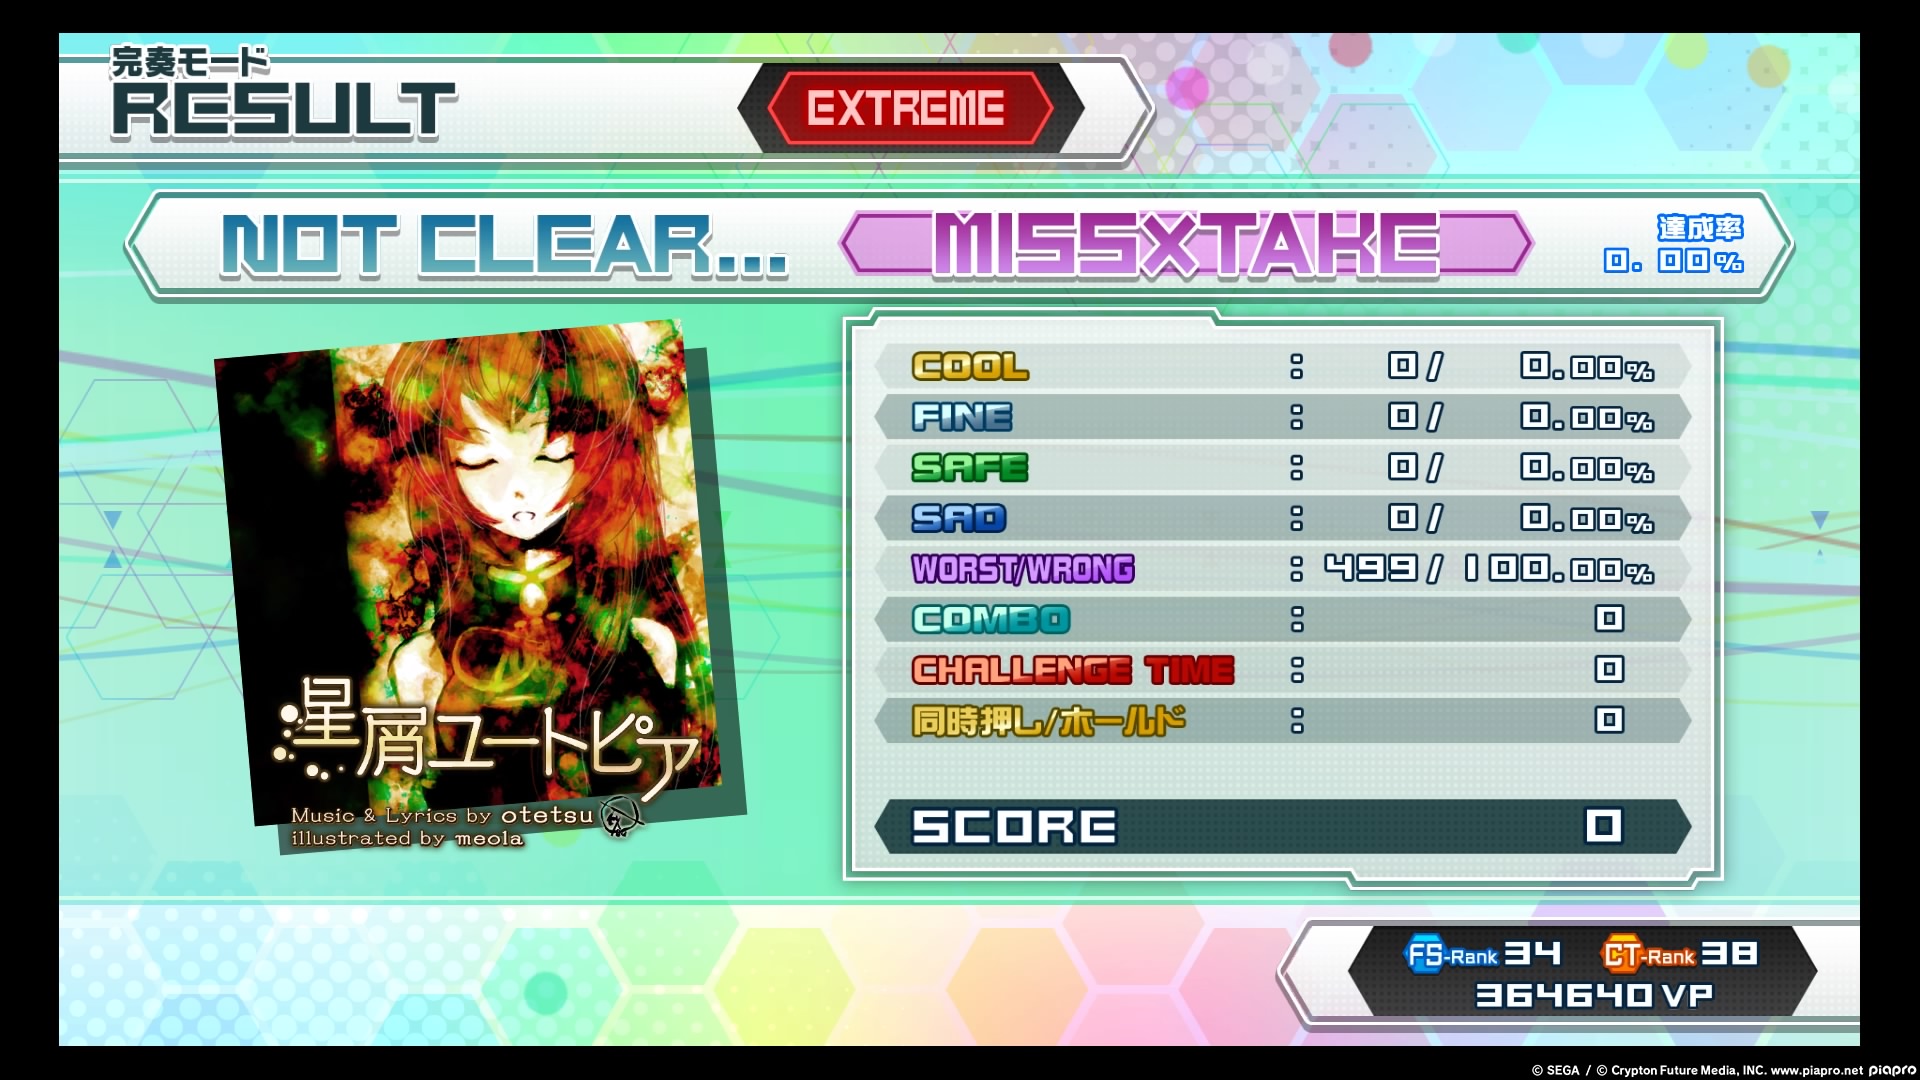 完奏モード
RESULT
EXTREME
NOT CLEAR...
MISS×TAKE
達成率
0.00%
COOL : 0/ 0.00%
FINE : 0/ 0.00%
SAFE : 0/ 0.00%
SAD : 0/ 0.00%
WORST/WRONG : 499/ 100.00%
COMBO : 0
CHALLENGE TIME : 0
同時押し/ホールド : 0
SCORE 0
星屑ユートピア
Music & Lyrics by otetsu
illustrated by meola
FS-Rank 34 CT-Rank 38
364640 VP
© SEGA / © Crypton Future Media, INC. www.piapro.net piapro